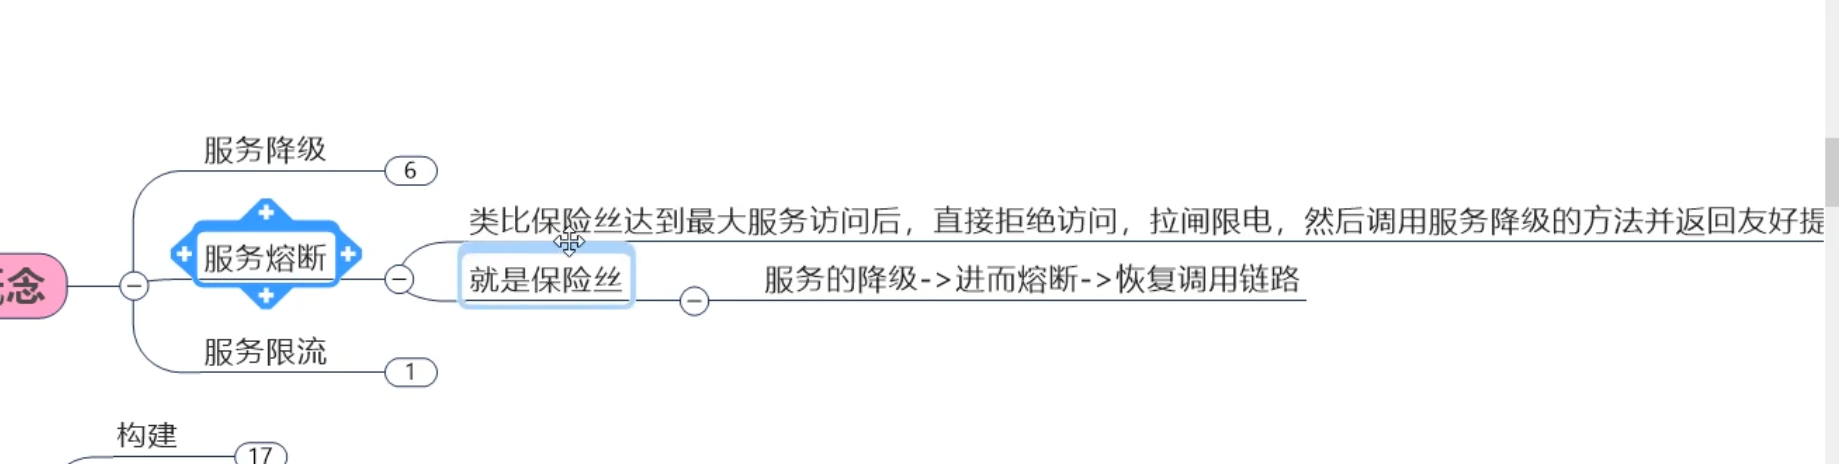 服务降级
6
类比保险丝达到最大服务访问后，直接拒绝访问，拉闸限电，然后调用服务降级的方法并返回友好提
服务熔断
就是保险丝
服务的降级->进而熔断->恢复调用链路
念
服务限流
1
构建
17